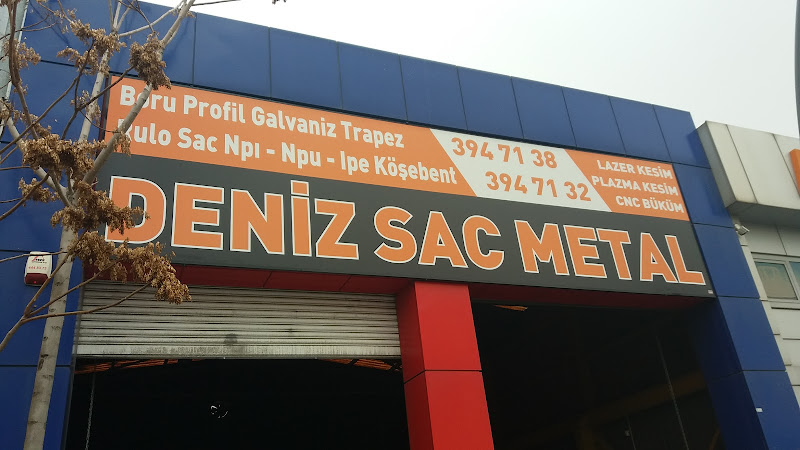 Boru Profil Galvaniz Trapez
Rulo Sac Npı - Npu - Ipe Köşebent
394 71 38
394 71 32
LAZER KESİM
PLAZMA KESİM
CNC BÜKÜM
DENİZ SAC METAL